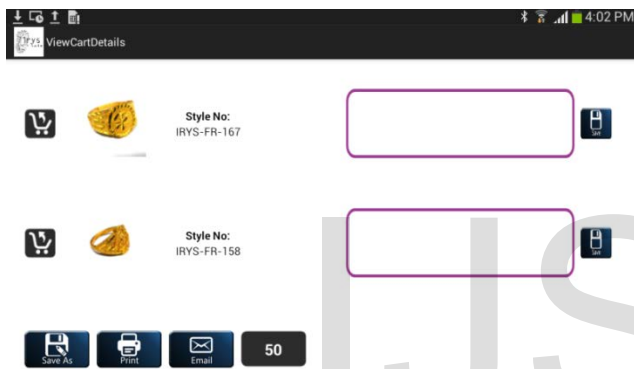 4:02 PM
Irys
ViewCartDetails
Style No:
IRYS-FR-167
Save
Style No:
IRYS-FR-158
Save
Save As
Print
Email
50